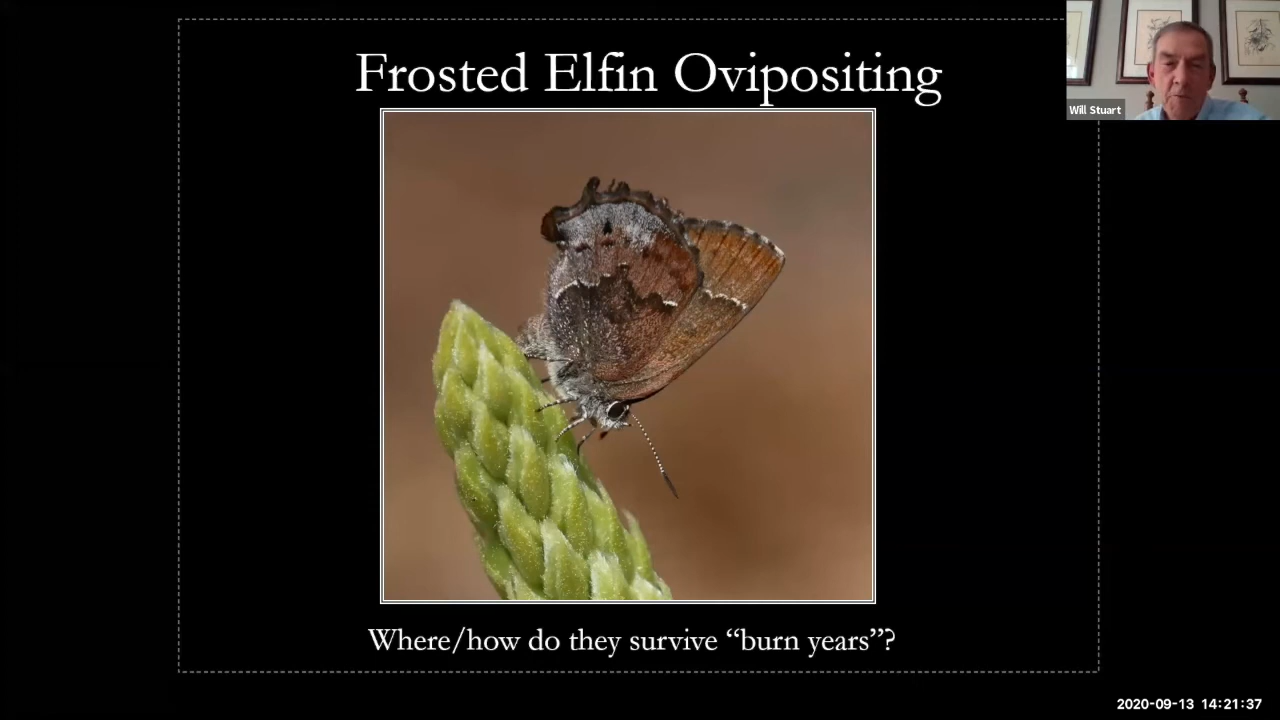 Frosted Elfin Ovipositing
Will Stuart
Where/how do they survive “burn years”?
2020-09-13 14:21:37